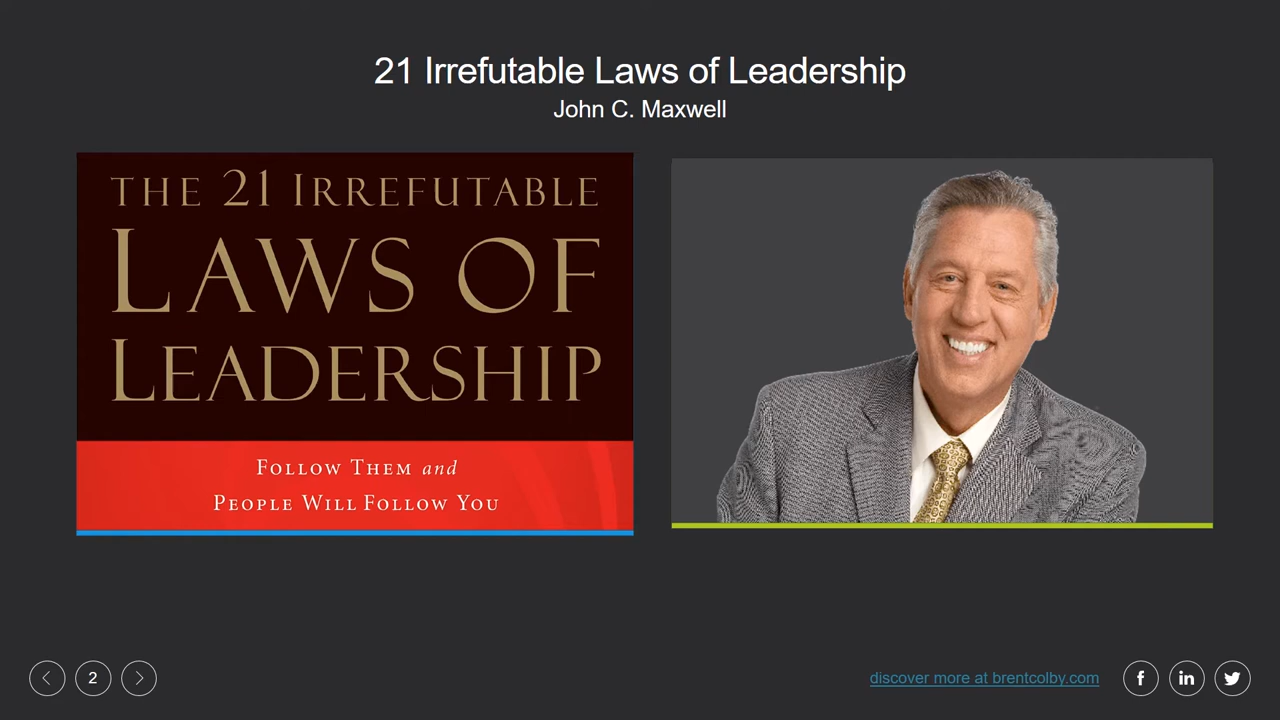 21 Irrefutable Laws of Leadership
John C. Maxwell
THE 21 IRREFUTABLE
LAWS OF
LEADERSHIP
FOLLOW THEM and
PEOPLE WILL FOLLOW YOU
2
discover more at brentcolby.com
f
in